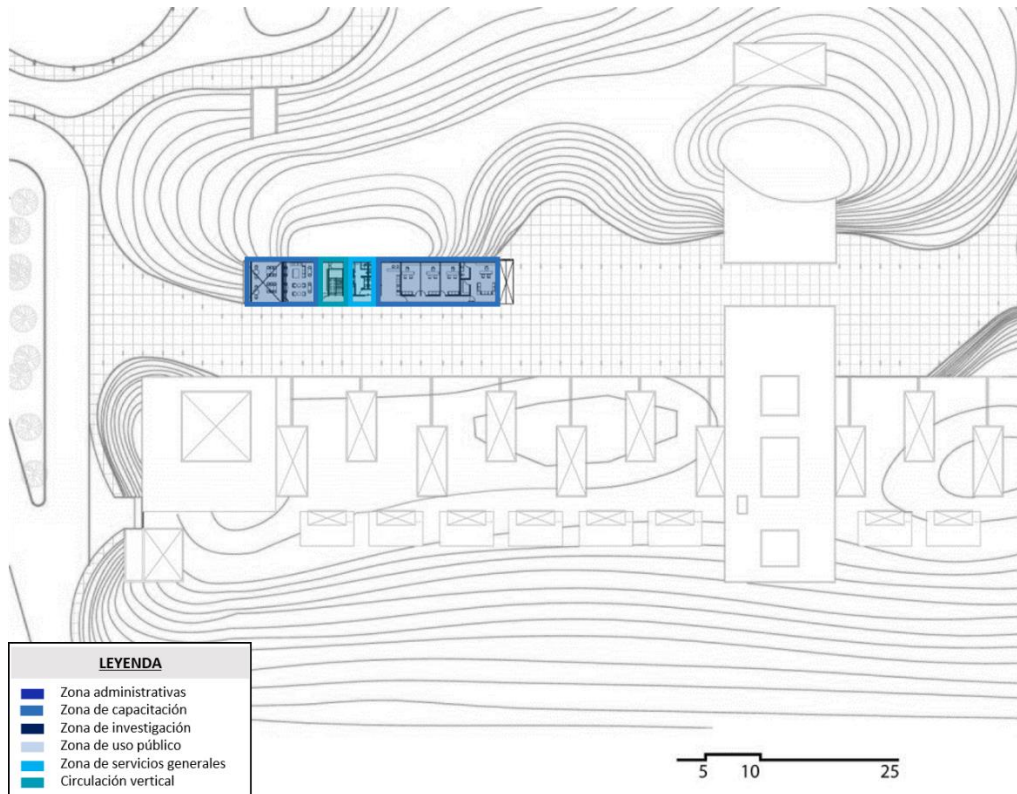 LEYENDA
Zona administrativas
Zona de capacitación
Zona de investigación
Zona de uso público
Zona de servicios generales
Circulación vertical
5 10 25